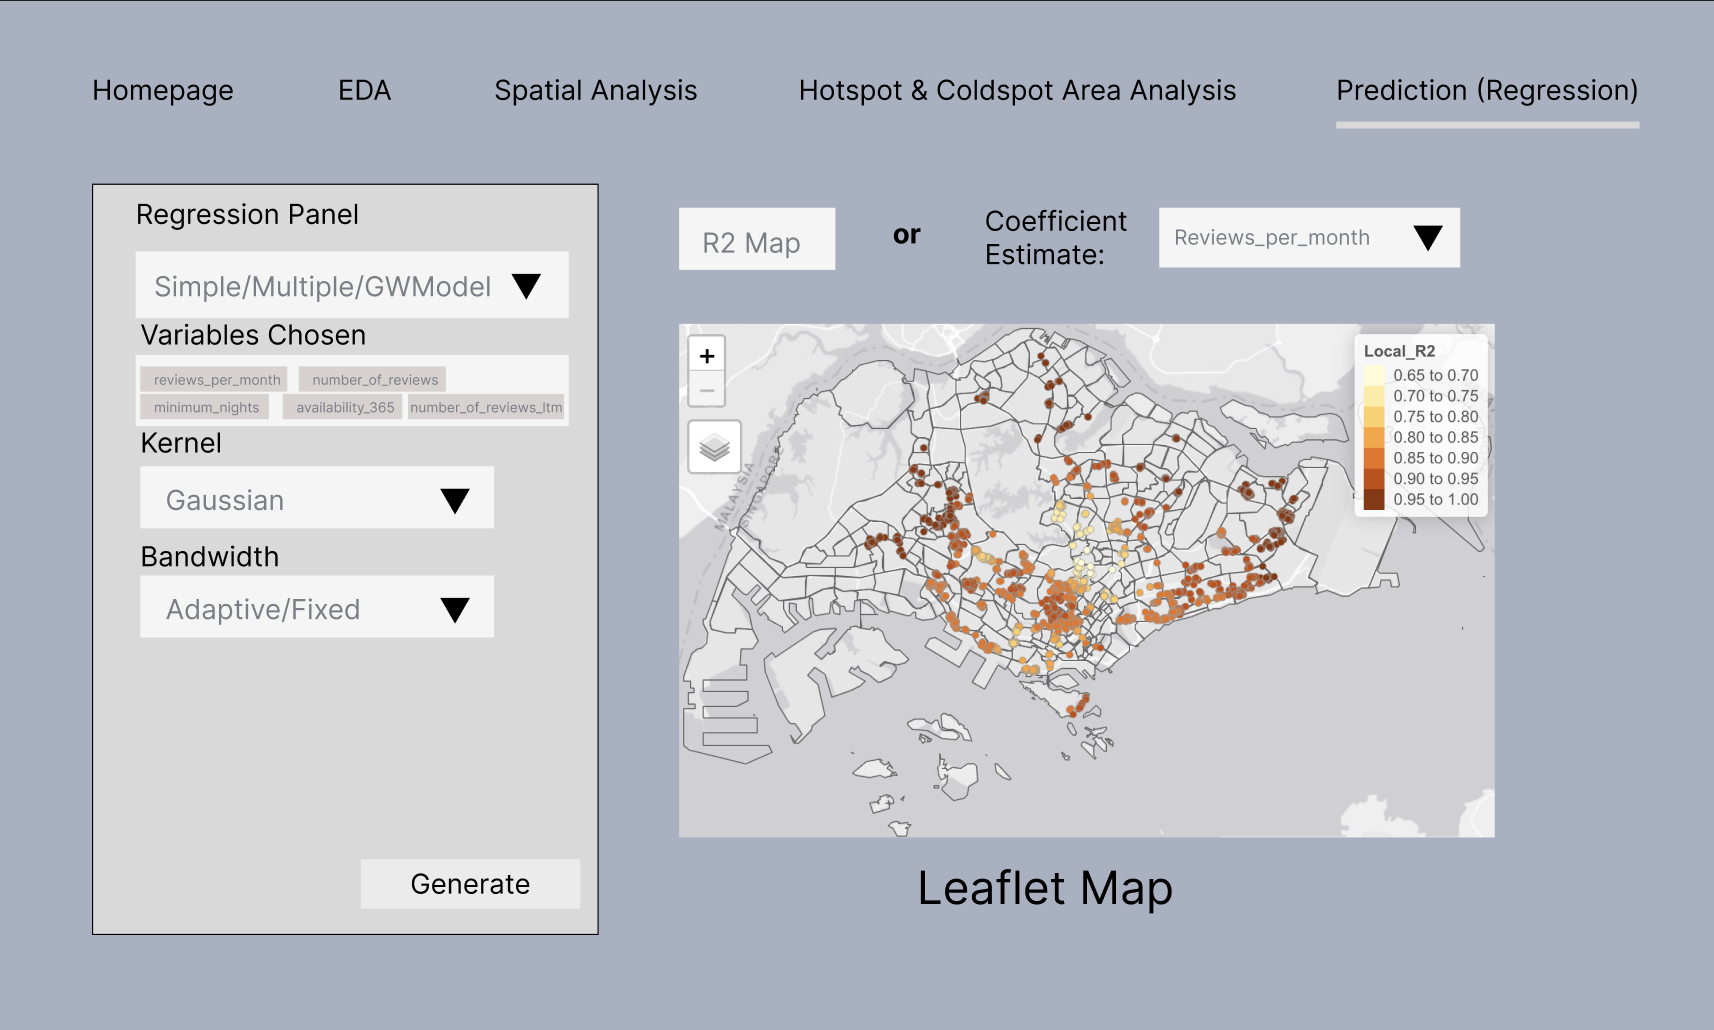 Homepage
EDA
Spatial Analysis
Hotspot & Coldspot Area Analysis
Prediction (Regression)
Regression Panel
Simple/Multiple/GWModel
Variables Chosen
reviews_per_month
number_of_reviews
minimum_nights
availability_365
number_of_reviews_ltm
Kernel
Gaussian
Bandwidth
Adaptive/Fixed
Generate
R2 Map
or
Coefficient
Estimate:
Reviews_per_month
+
−
MALAYSIA
SINGAPORE
Local_R2
0.65 to 0.70
0.70 to 0.75
0.75 to 0.80
0.80 to 0.85
0.85 to 0.90
0.90 to 0.95
0.95 to 1.00
Leaflet Map